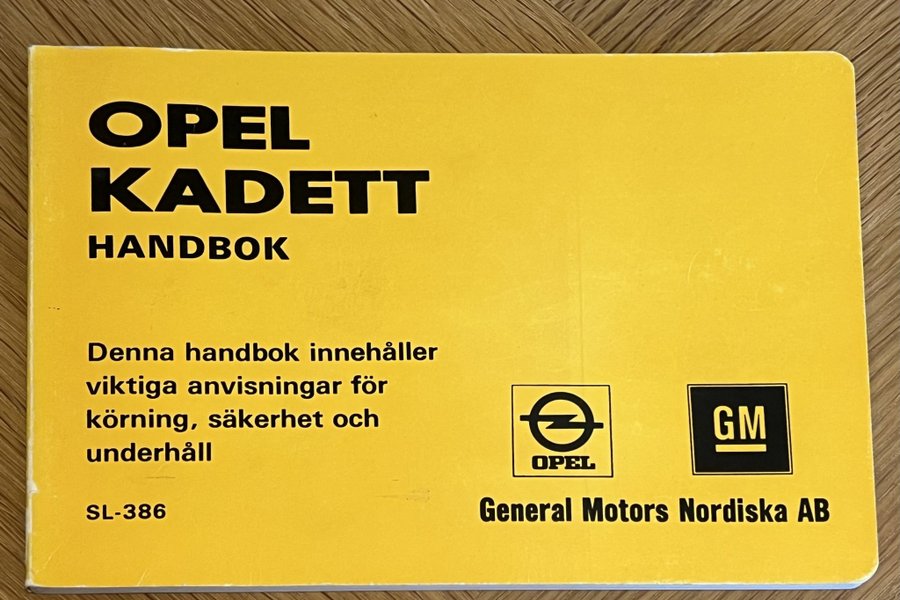 OPEL
KADETT
HANDBOK
Denna handbok innehåller
viktiga anvisningar för
körning, säkerhet och
underhåll
SL-386
OPEL
GM
General Motors Nordiska AB